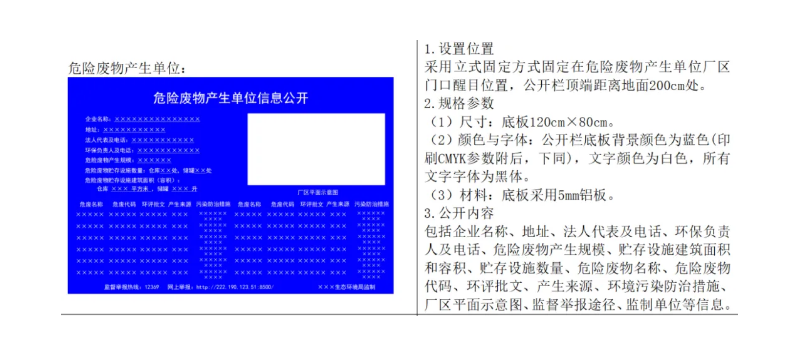 危险废物产生单位：
危险废物产生单位信息公开
企业名称：×××××××××××××××
地址：×××××××××××
法人代表及电话：×××××××××××
环保负责人及电话：×××××××××××
危险废物产生规模：××××××
危险废物贮存设施数量：仓库××处，储罐××处
危险废物贮存设施建筑面积（容积）：
仓库 ××× 平方米，储罐 ××× 升
厂区平面示意图
危废名称 危废代码 环评批文 产生来源 污染防治措施 危废名称 危废代码 环评批文 产生来源 污染防治措施
监督举报热线：12369 网上举报：http://222.190.123.51:8500/ ×××生态环境局监制
1.设置位置
采用立式固定方式固定在危险废物产生单位厂区
门口醒目位置，公开栏顶端距离地面200cm处。
2.规格参数
（1）尺寸：底板120cm×80cm。
（2）颜色与字体：公开栏底板背景颜色为蓝色(印
刷CMYK参数附后，下同)，文字颜色为白色，所有
文字字体为黑体。
（3）材料：底板采用5mm铝板。
3.公开内容
包括企业名称、地址、法人代表及电话、环保负责
人及电话、危险废物产生规模、贮存设施建筑面积
和容积、贮存设施数量、危险废物名称、危险废物
代码、环评批文、产生来源、环境污染防治措施、
厂区平面示意图、监督举报途径、监制单位等信息。